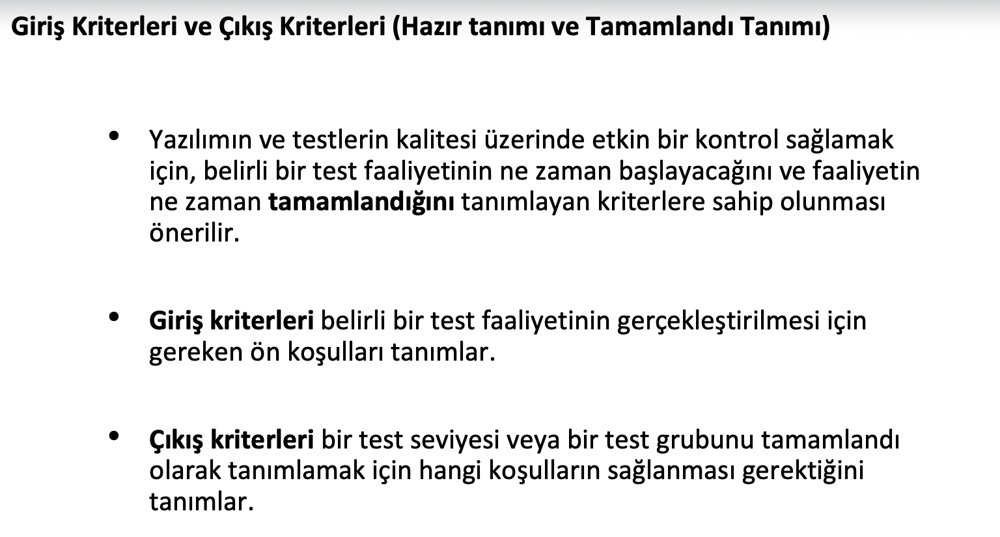 Giriş Kriterleri ve Çıkış Kriterleri (Hazır tanımı ve Tamamlandı Tanımı)
• Yazılımın ve testlerin kalitesi üzerinde etkin bir kontrol sağlamak
için, belirli bir test faaliyetinin ne zaman başlayacağını ve faaliyetin
ne zaman tamamlandığını tanımlayan kriterlere sahip olunması
önerilir.
• Giriş kriterleri belirli bir test faaliyetinin gerçekleştirilmesi için
gereken ön koşulları tanımlar.
• Çıkış kriterleri bir test seviyesi veya bir test grubunu tamamlandı
olarak tanımlamak için hangi koşulların sağlanması gerektiğini
tanımlar.